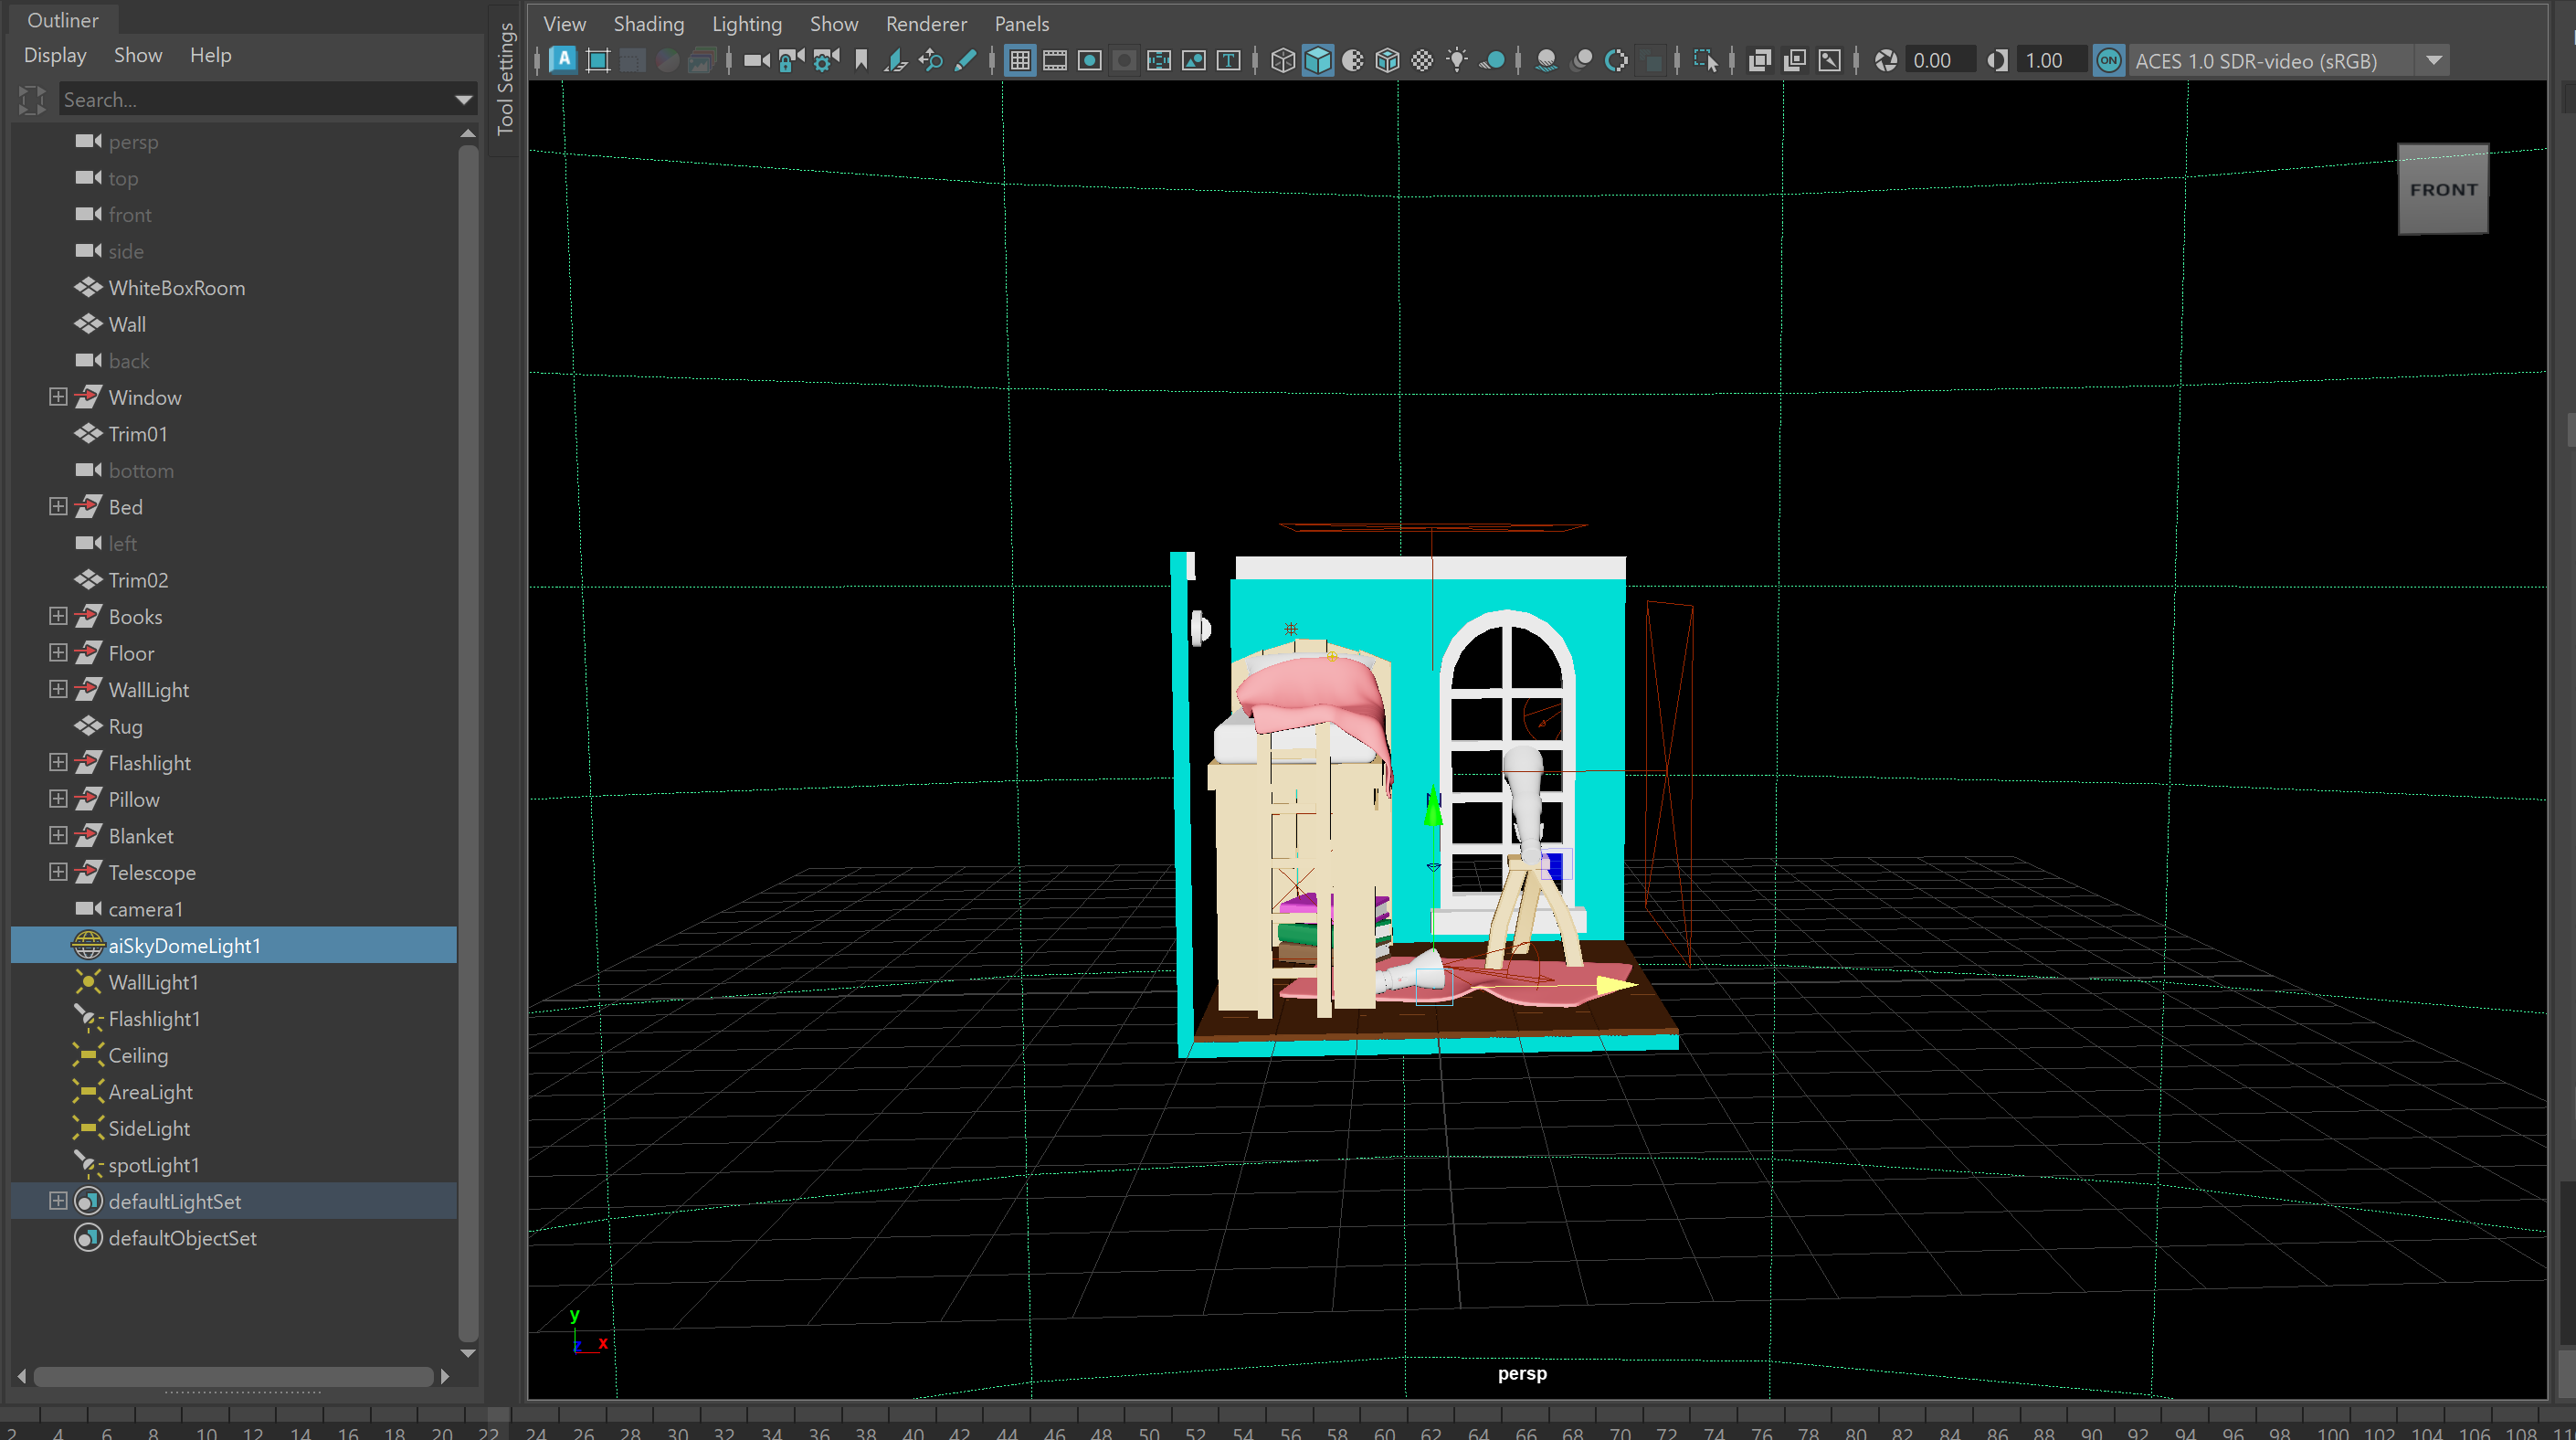 Outliner
Display Show Help
Search...
persp
top
front
side
WhiteBoxRoom
Wall
back
Window
Trim01
bottom
Bed
left
Trim02
Books
Floor
WallLight
Rug
Flashlight
Pillow
Blanket
Telescope
camera1
aiSkyDomeLight1
WallLight1
Flashlight1
Ceiling
AreaLight
SideLight
spotLight1
defaultLightSet
defaultObjectSet
Tool Settings
View Shading Lighting Show Renderer Panels
A T 0.00 1.00 ON ACES 1.0 SDR-video (sRGB)
FRONT
y
z x
persp
2 4 6 8 10 12 14 16 18 20 22 24 26 28 30 32 34 36 38 40 42 44 46 48 50 52 54 56 58 60 62 64 66 68 70 72 74 76 78 80 82 84 86 88 90 92 94 96 98 100 102 104 106 108